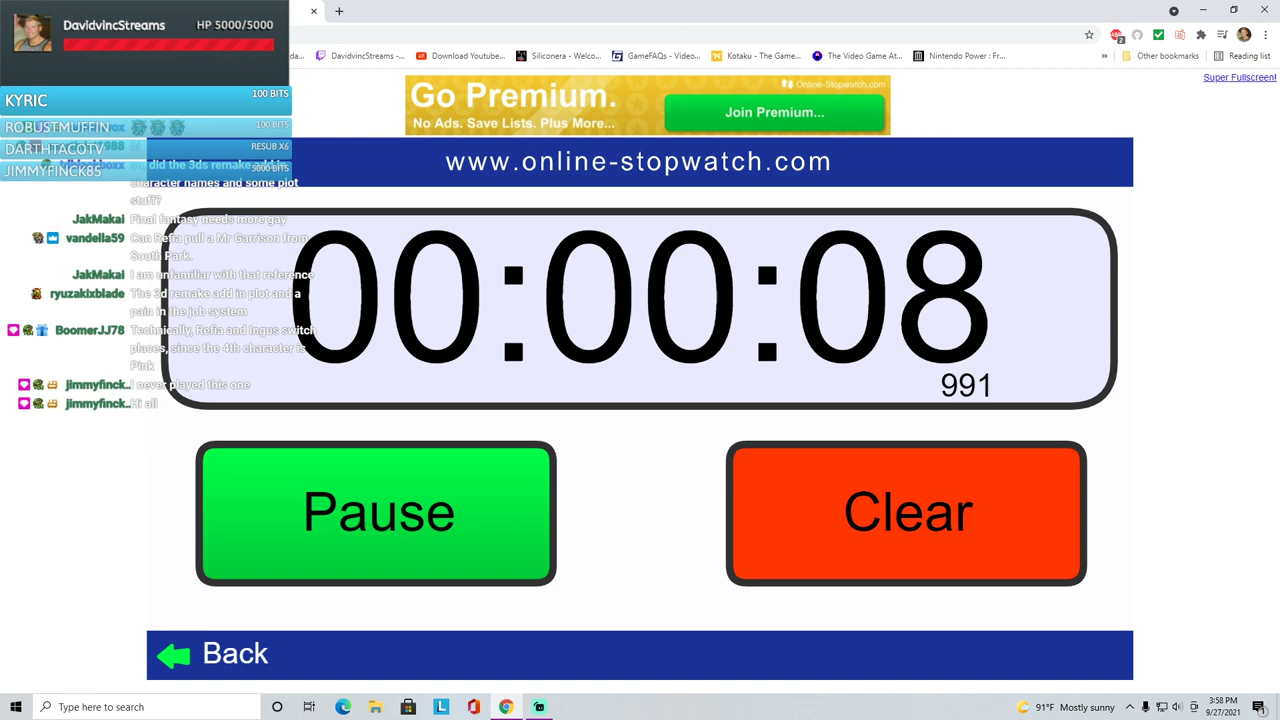 DavidvincStreams HP 5000/5000
da... DavidvincStreams -... Download Youtube... Siliconera - Welco... GameFAQs - Video... Kotaku - The Game... The Video Game At... Nintendo Power : Fr... » Other bookmarks Reading list
Super Fullscreen!
Go Premium.
No Ads. Save Lists. Plus More...
Online-Stopwatch.com
Join Premium...
www.online-stopwatch.com
KYRIC 100 BITS
ROBUSTMUFFIN 100 BITS
DARTHTACOTV RESUB X6
JIMMYFINCK85 5000 BITS
did the 3ds remake add in
character names and some plot
stuff?
JakMakai Final fantasy needs more gay
vandella59 Can Refia pull a Mr Garrison from
South Park.
JakMakai I am unfamiliar with that reference
ryuzakixblade The 3d remake add in plot and a
pain in the job system
BoomerJJ78 Technically, Refia and Ingus switch
places, since the 4th character is
Pink
jimmyfinck.. I never played this one
jimmyfinck.. Hi all
00:00:08
991
Pause
Clear
Back
Type here to search
91°F Mostly sunny
3:58 PM
9/27/2021